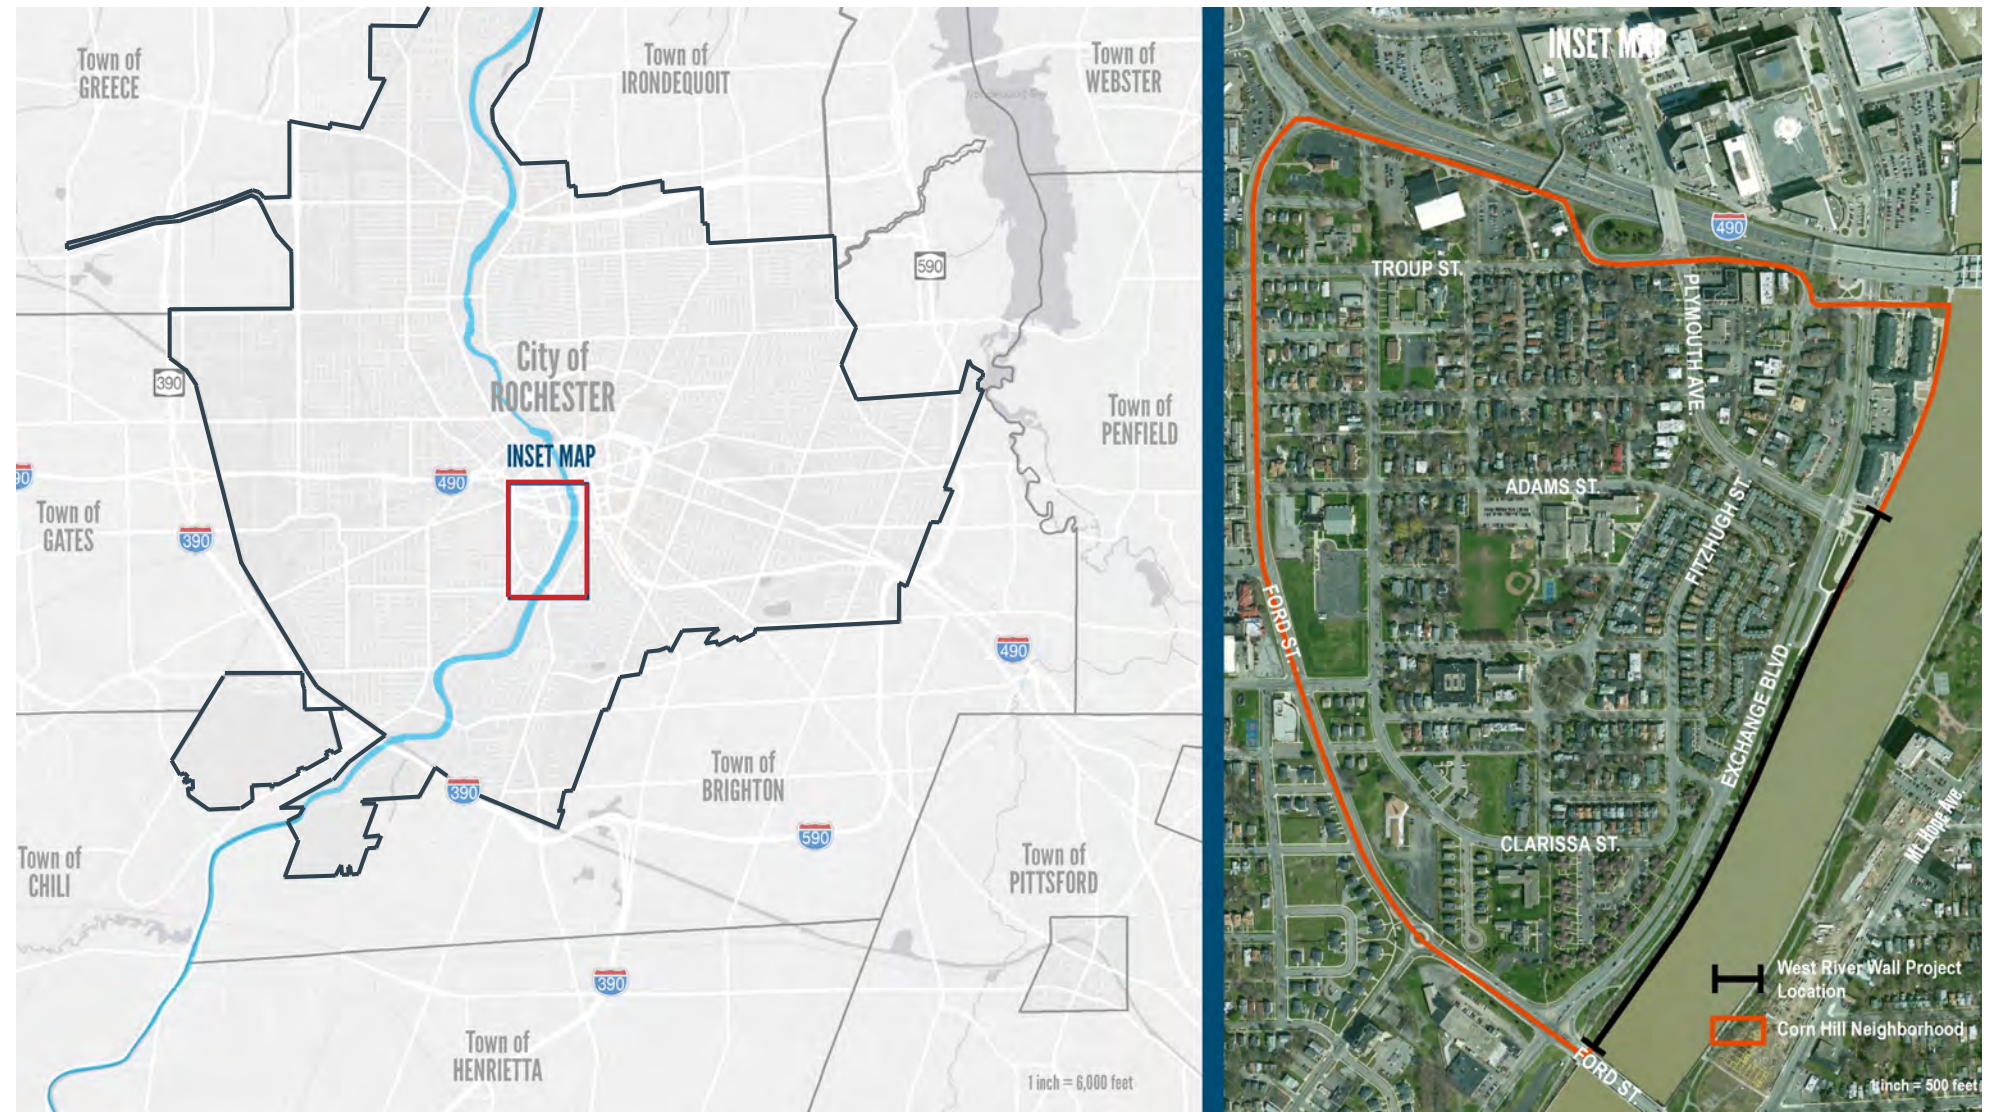 Town of
GREECE
Town of
IRONDEQUOIT
Town of
WEBSTER
590
City of
ROCHESTER
390
Town of
PENFIELD
INSET MAP
90
490
Town of
GATES
390
490
Town of
BRIGHTON
390
590
Town of
CHILI
Town of
PITTSFORD
390
Town of
HENRIETTA
1 inch = 6,000 feet
INSET MAP
490
TROUP ST.
PLYMOUTH AVE.
ADAMS ST.
FITZHUGH ST.
FORD ST.
EXCHANGE BLVD.
Mt. Hope Ave.
CLARISSA ST.
West River Wall Project
Location
Corn Hill Neighborhood
FORD ST.
1 inch = 500 feet